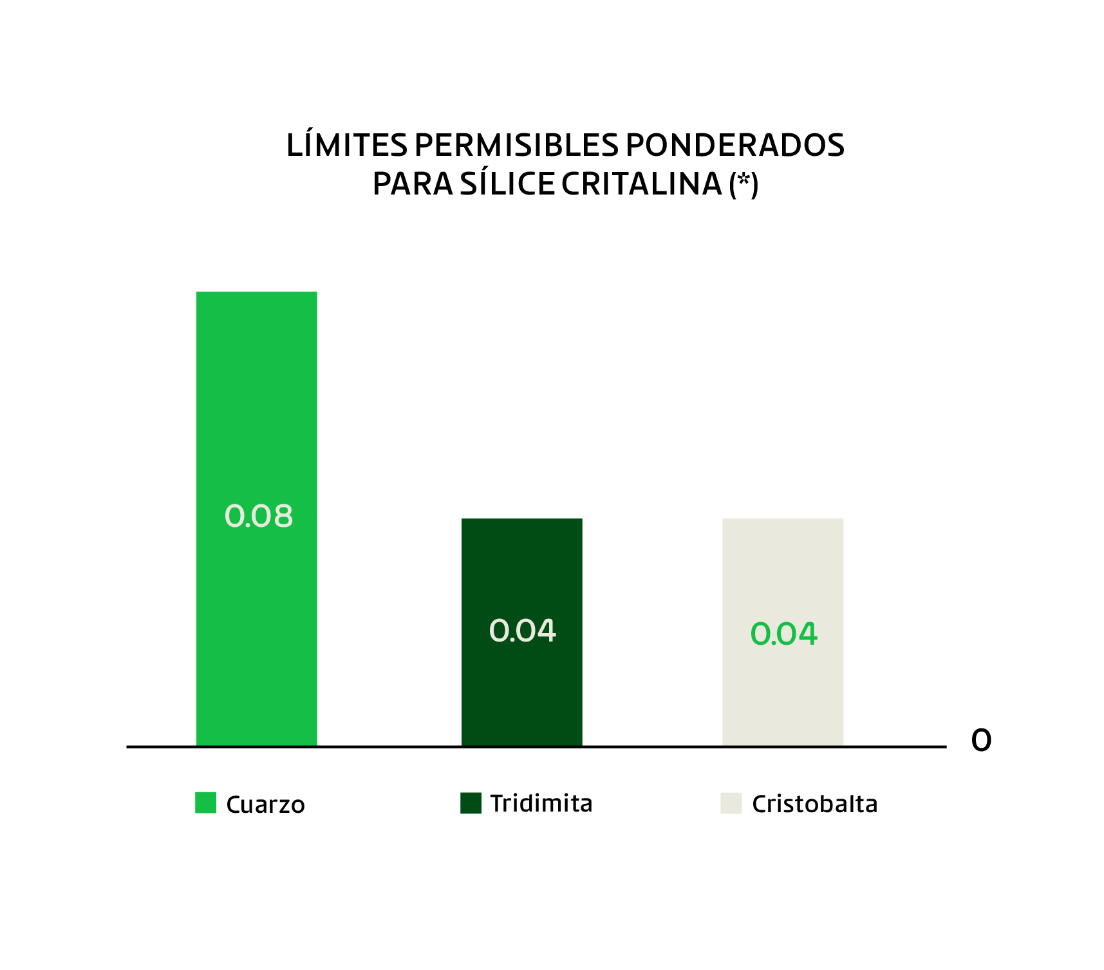 LÍMITES PERMISIBLES PONDERADOS
PARA SÍLICE CRITALINA (*)
0.08
0.04
0.04
0
Cuarzo
Tridimita
Cristobalta